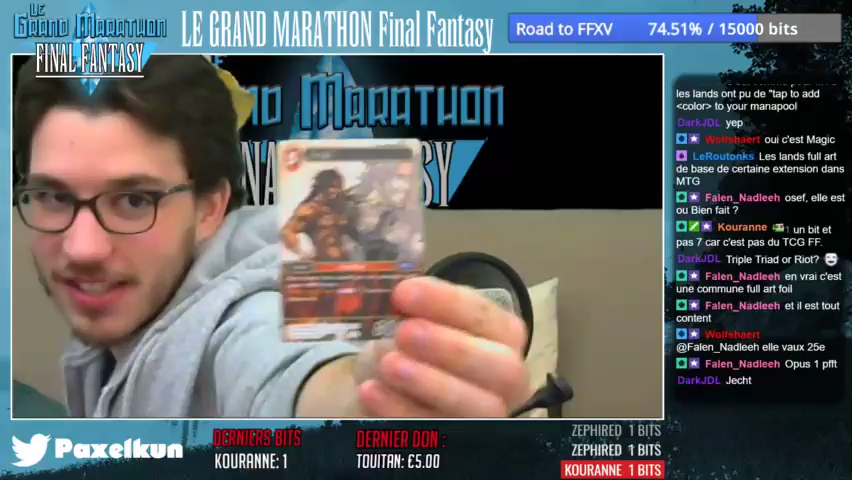 LE
GRAND MARATHON
FINAL FANTASY
LE GRAND MARATHON Final Fantasy
Road to FFXV 74.51% / 15000 bits
MARATHON
les lands ont pu de "tap to add
<color> to your manapool
DarkJDL yep
Wolfshaert oui c'est Magic
LeRoutonks Les lands full art
de base de certaine extension dans
MTG
Falen_Nadleeh osef, elle est
ou Bien fait ?
Kouranne 1 un bit et
pas 7 car c'est pas du TCG FF.
DarkJDL Triple Triad or Riot?
Falen_Nadleeh en vrai c'est
une commune full art foil
Falen_Nadleeh et il est tout
content
Wolfshaert
@Falen_Nadleeh elle vaux 25e
Falen_Nadleeh Opus 1 pfft
DarkJDL Jecht
Paxelkun
DERNIERS BITS
KOURANNE: 1
DERNIER DON :
TOUITAN: €5.00
ZEPHIRED 1 BITS
ZEPHIRED 1 BITS
KOURANNE 1 BITS